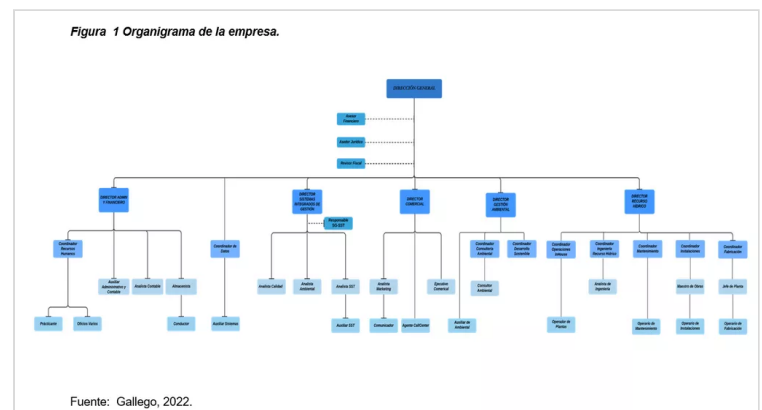 Figura 1 Organigrama de la empresa.
DIRECCIÓN GENERAL
Asesor
Financiero
Asesor Jurídico
Revisor Fiscal
DIRECTOR ADMIN
Y FINANCIERO
DIRECTOR
SISTEMAS
INTEGRADOS DE
GESTIÓN
DIRECTOR
COMERCIAL
DIRECTOR
GESTIÓN
AMBIENTAL
DIRECTOR
RECURSO
HÍDRICO
Responsable
SG-SST
Coordinador
Recursos
Humanos
Coordinador de
Coordinador
Consultoría
Ambiental
Coordinador
Desarrollo
Sostenible
Coordinador
Operaciones
Coordinador
Ingeniería
Recurso Hídrico
Coordinador
Mantenimiento
Coordinador
Instalaciones
Coordinador
Fabricación
Auxiliar
Administrativo y
Contable
Analista Contable
Almacenista
Analista Calidad
Analista
Ambiental
Analista SST
Analista
Marketing
Ejecutivo
Comercial
Consultor
Ambiental
Analista de
Ingeniería
Maestro de Obras
Jefe de Planta
Practicante
Oficios Varios
Conductor
Auxiliar Sistemas
Auxiliar SST
Comunicador
Agente CallCenter
Auxiliar de
Ambiental
Operador de
Plantas
Operario de
Mantenimiento
Operario de
Instalaciones
Operario de
Fabricación
Fuente: Gallego, 2022.